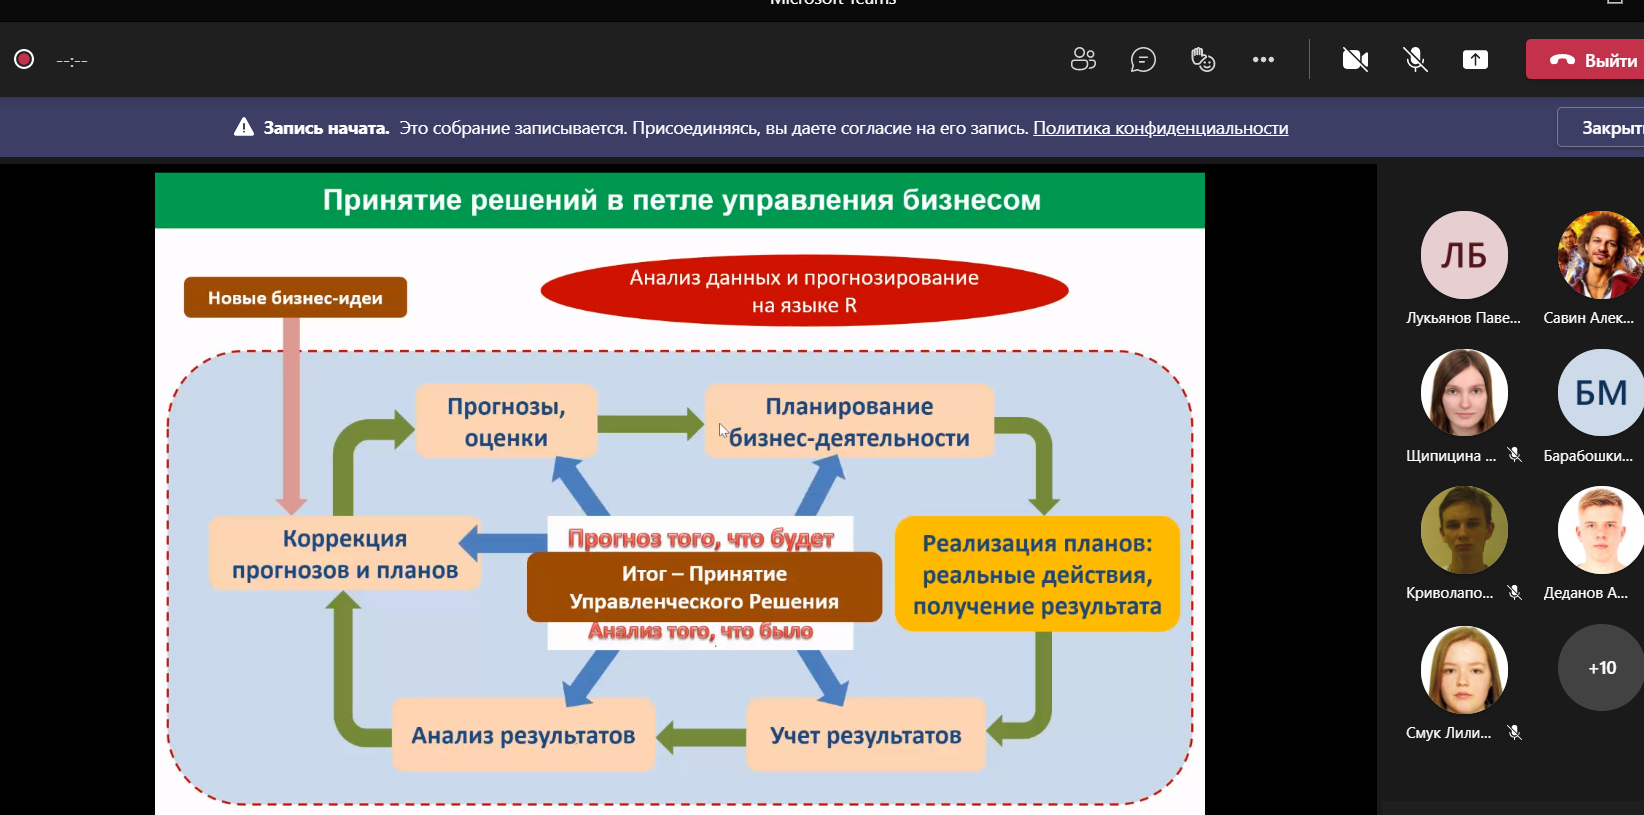 Microsoft Teams
--:--
Выйти
Запись начата. Это собрание записывается. Присоединяясь, вы даете согласие на его запись. Политика конфиденциальности
Принятие решений в петле управления бизнесом
Новые бизнес-идеи
Анализ данных и прогнозирование
на языке R
Прогнозы,
оценки
Планирование
бизнес-деятельности
Коррекция
прогнозов и планов
Прогноз того, что будет
Итог – Принятие
Управленческого Решения
Анализ того, что было
Реализация планов:
реальные действия,
получение результата
Анализ результатов
Учет результатов
ЛБ
Лукьянов Паве...
Савин Алек...
БМ
Щипицина ...
Барабошки...
Криволапо...
Деданов А...
+10
Смук Лили...